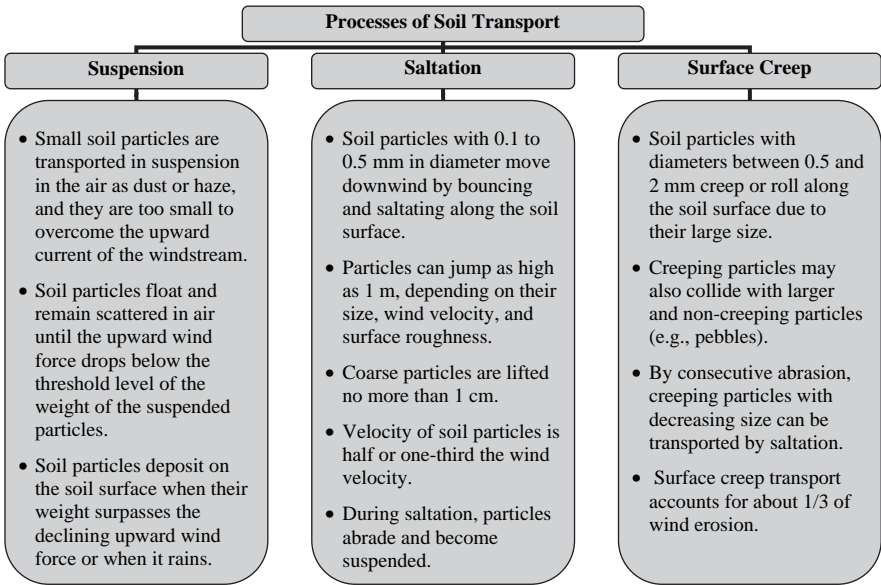 Processes of Soil Transport
Suspension
• Small soil particles are
transported in suspension
in the air as dust or haze,
and they are too small to
overcome the upward
current of the windstream.
• Soil particles float and
remain scattered in air
until the upward wind
force drops below the
threshold level of the
weight of the suspended
particles.
• Soil particles deposit on
the soil surface when their
weight surpasses the
declining upward wind
force or when it rains.
Saltation
• Soil particles with 0.1 to
0.5 mm in diameter move
downwind by bouncing
and saltating along the soil
surface.
• Particles can jump as high
as 1 m, depending on their
size, wind velocity, and
surface roughness.
• Coarse particles are lifted
no more than 1 cm.
• Velocity of soil particles is
half or one-third the wind
velocity.
• During saltation, particles
abrade and become
suspended.
Surface Creep
• Soil particles with
diameters between 0.5 and
2 mm creep or roll along
the soil surface due to
their large size.
• Creeping particles may
also collide with larger
and non-creeping particles
(e.g., pebbles).
• By consecutive abrasion,
creeping particles with
decreasing size can be
transported by saltation.
• Surface creep transport
accounts for about 1/3 of
wind erosion.